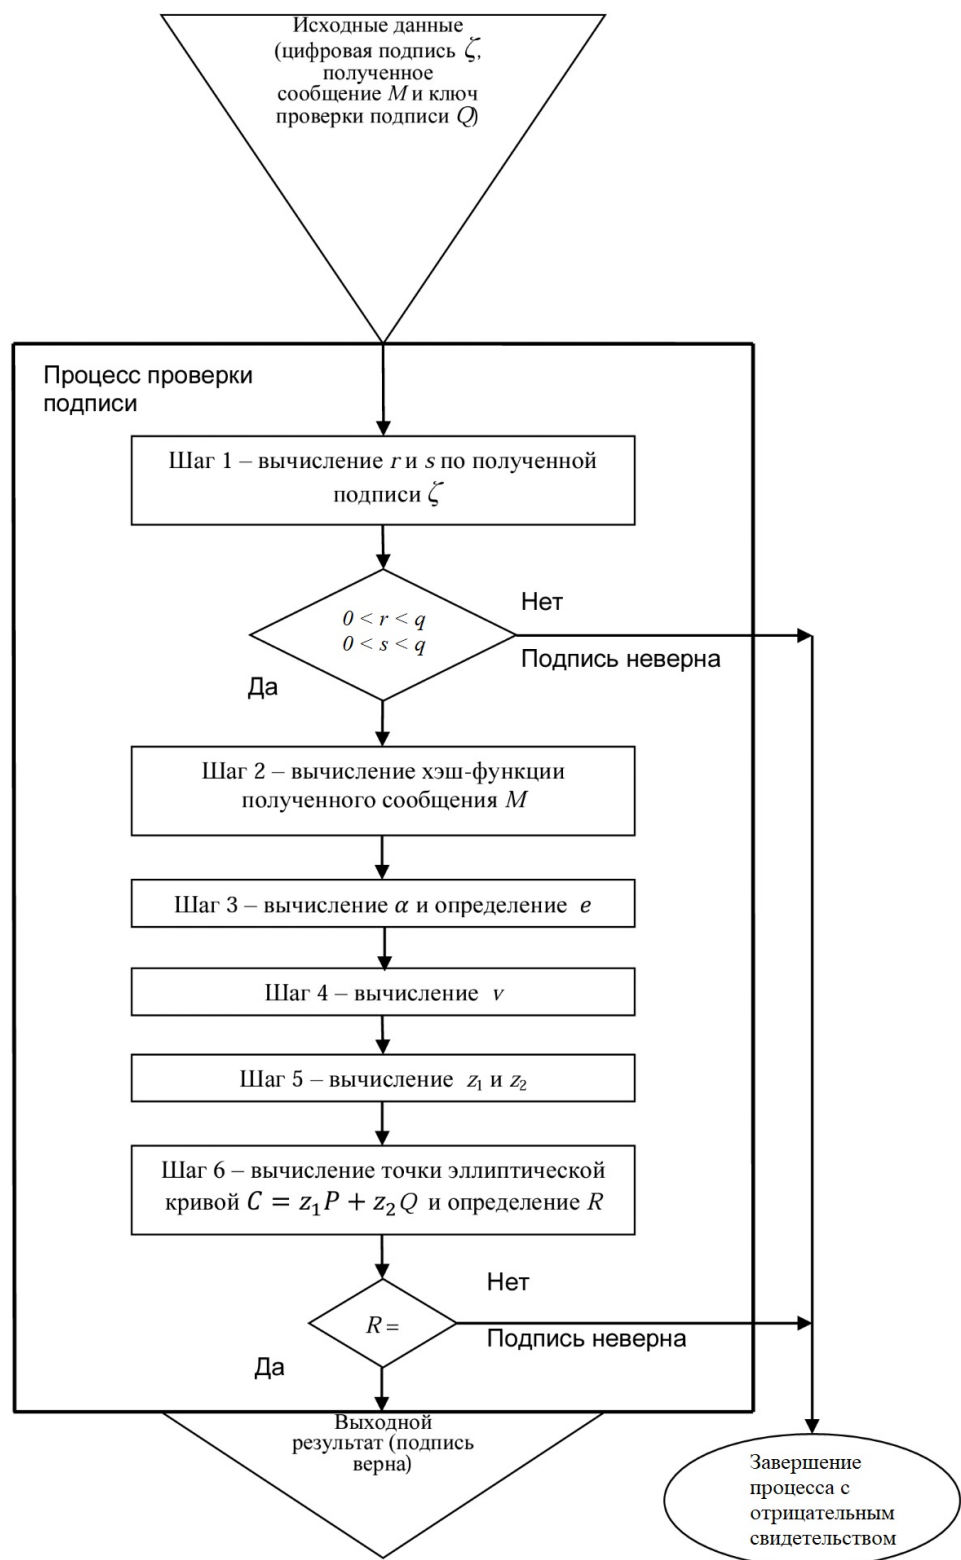 Исходные данные
(цифровая подпись ζ,
полученное
сообщение M и ключ
проверки подписи Q)
Процесс проверки
подписи
Шаг 1 – вычисление r и s по полученной
подписи ζ
0 < r < q
0 < s < q
Нет
Подпись неверна
Да
Шаг 2 – вычисление хэш-функции
полученного сообщения M
Шаг 3 – вычисление α и определение e
Шаг 4 – вычисление v
Шаг 5 – вычисление z₁ и z₂
Шаг 6 – вычисление точки эллиптической
кривой C = z₁P + z₂Q и определение R
R =
Нет
Подпись неверна
Да
Выходной
результат (подпись
верна)
Завершение
процесса с
отрицательным
свидетельством